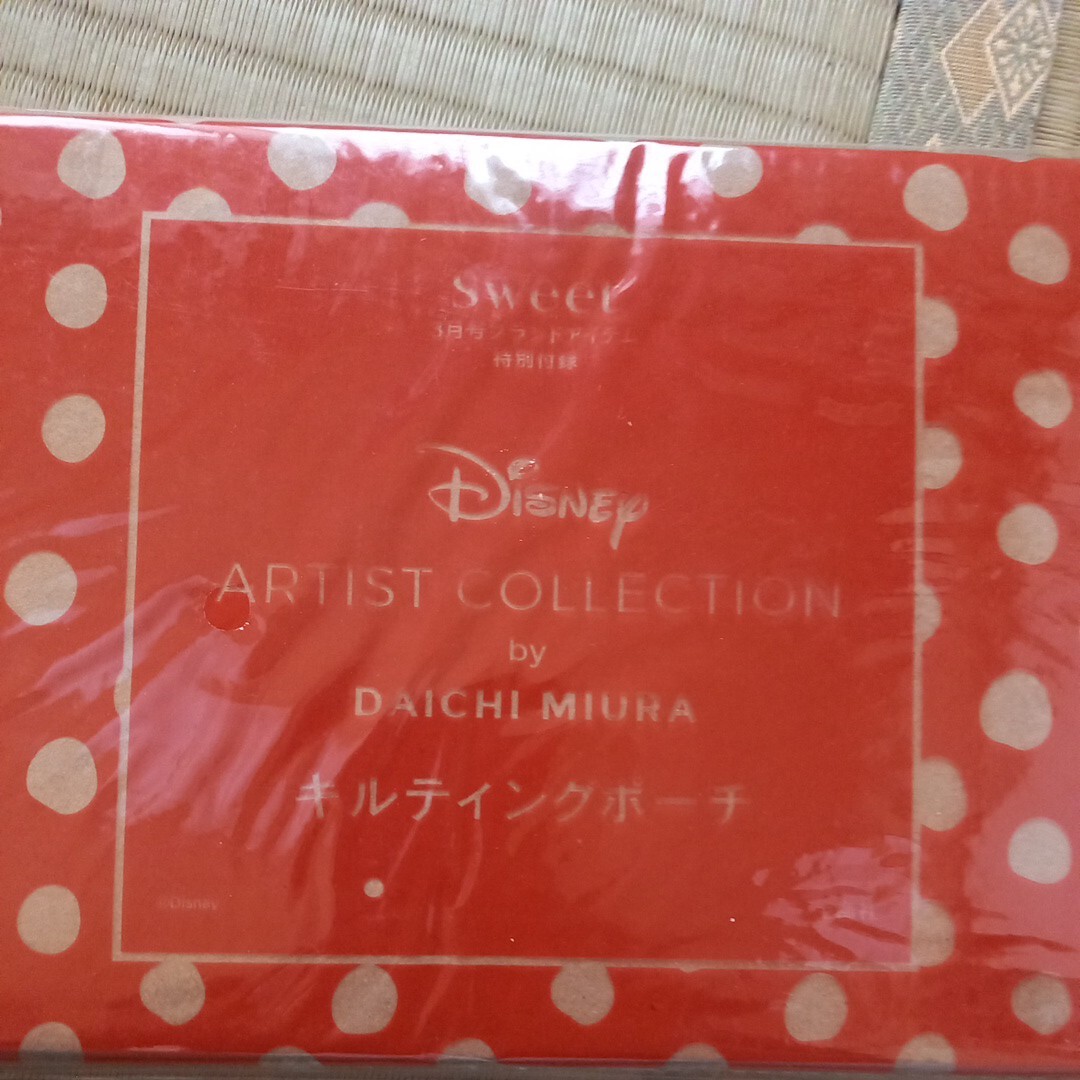 Sweet
3月号ブランドアイテム
特別付録
Disney
ARTIST COLLECTION
by
DAICHI MIURA
キルティングポーチ
©Disney